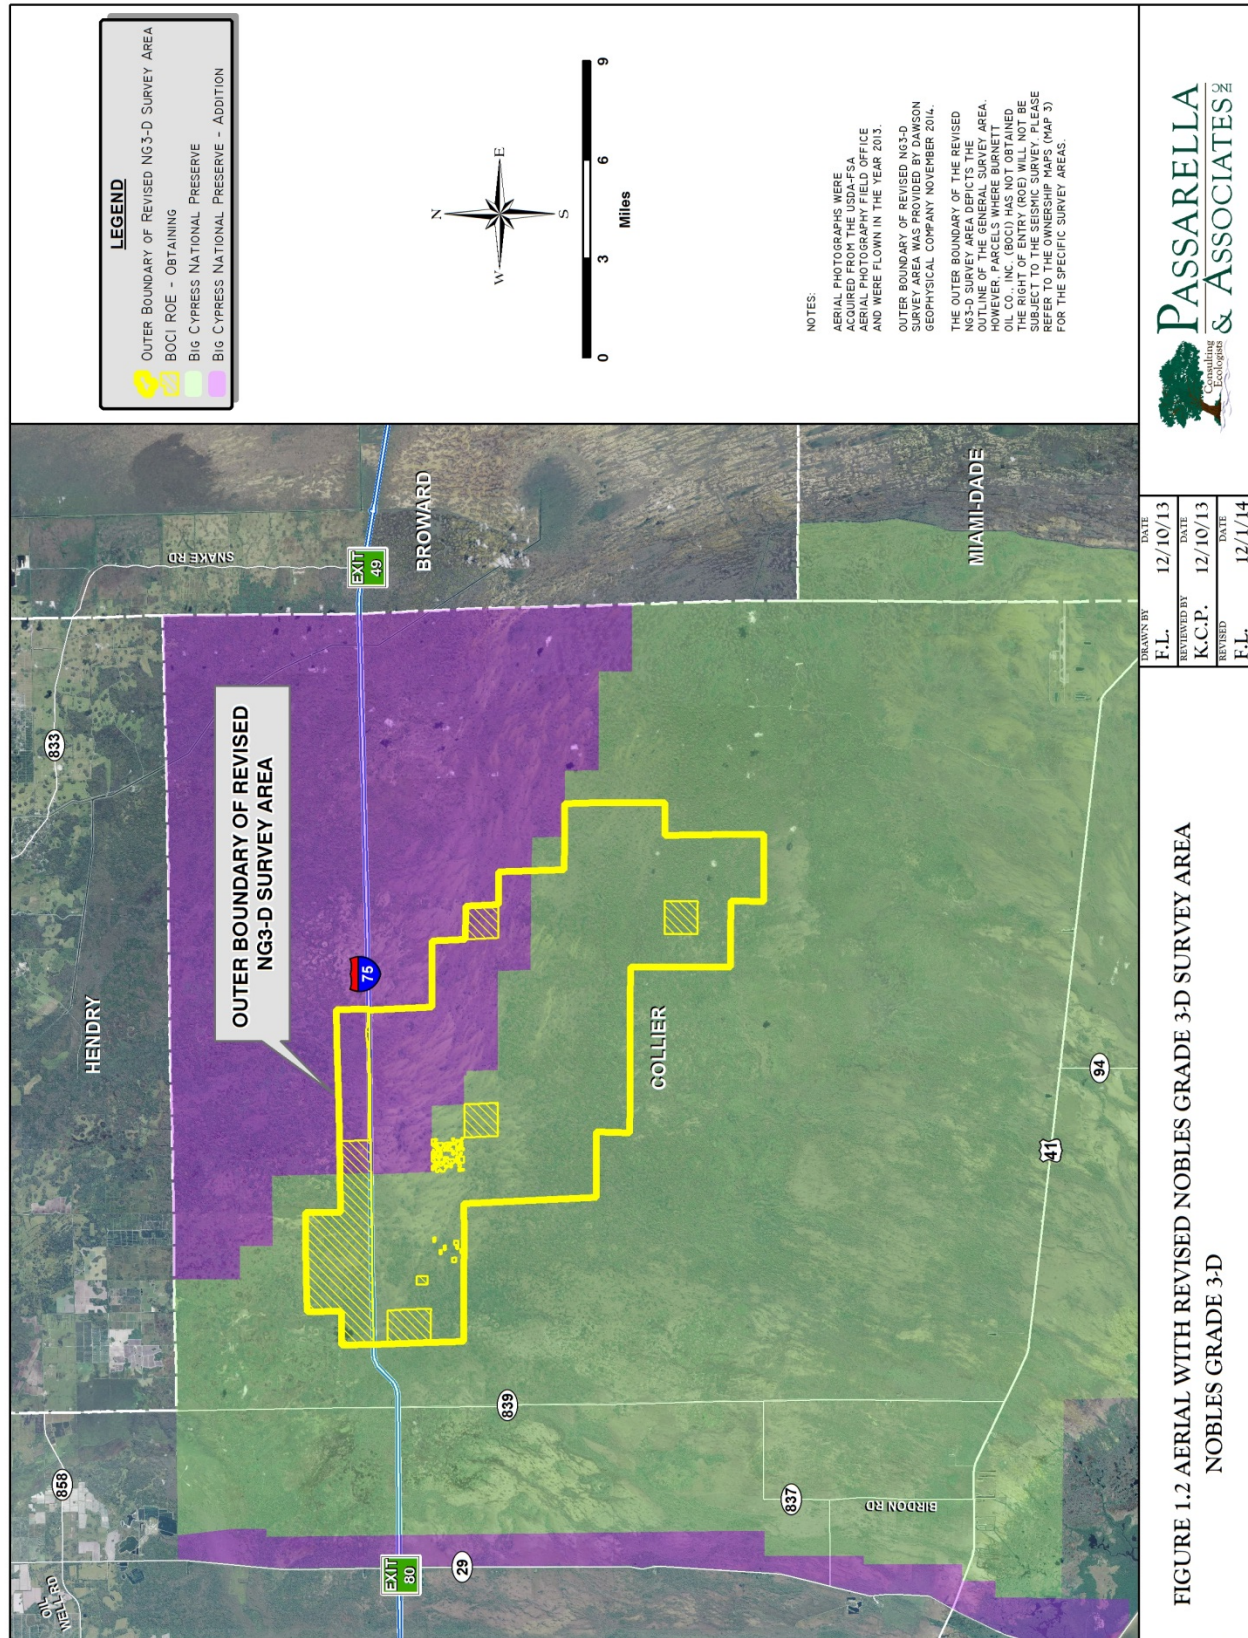 LEGEND
OUTER BOUNDARY OF REVISED NG3-D SURVEY AREA
BOCI ROE - OBTAINING
BIG CYPRESS NATIONAL PRESERVE
BIG CYPRESS NATIONAL PRESERVE - ADDITION
N
W
E
S
0
3
6
9
Miles
NOTES:
AERIAL PHOTOGRAPHS WERE
ACQUIRED FROM THE USDA-FSA
AERIAL PHOTOGRAPHY FIELD OFFICE
AND WERE FLOWN IN THE YEAR 2013.
OUTER BOUNDARY OF REVISED NG3-D
SURVEY AREA WAS PROVIDED BY DAWSON
GEOPHYSICAL COMPANY NOVEMBER 2014.
THE OUTER BOUNDARY OF THE REVISED
NG3-D SURVEY AREA DEPICTS THE
OUTLINE OF THE GENERAL SURVEY AREA.
HOWEVER, PARCELS WHERE BURNETT
OIL CO., INC. (BOCI) HAS NOT OBTAINED
THE RIGHT OF ENTRY (ROE) WILL NOT BE
SUBJECT TO THE SEISMIC SURVEY. PLEASE
REFER TO THE OWNERSHIP MAPS (MAP 3)
FOR THE SPECIFIC SURVEY AREAS.
OIL
WELL RD
858
HENDRY
833
SNAKE RD
OUTER BOUNDARY OF REVISED
NG3-D SURVEY AREA
EXIT
80
75
EXIT
49
BROWARD
29
839
COLLIER
837
BIRDON RD
41
94
MIAMI-DADE
FIGURE 1.2 AERIAL WITH REVISED NOBLES GRADE 3-D SURVEY AREA
NOBLES GRADE 3-D
DRAWN BY
F.L.
DATE
12/10/13
REVIEWED BY
K.C.P.
DATE
12/10/13
REVISED
F.L.
DATE
12/1/14
Consulting
Ecologists
PASSARELLA
& ASSOCIATES INC